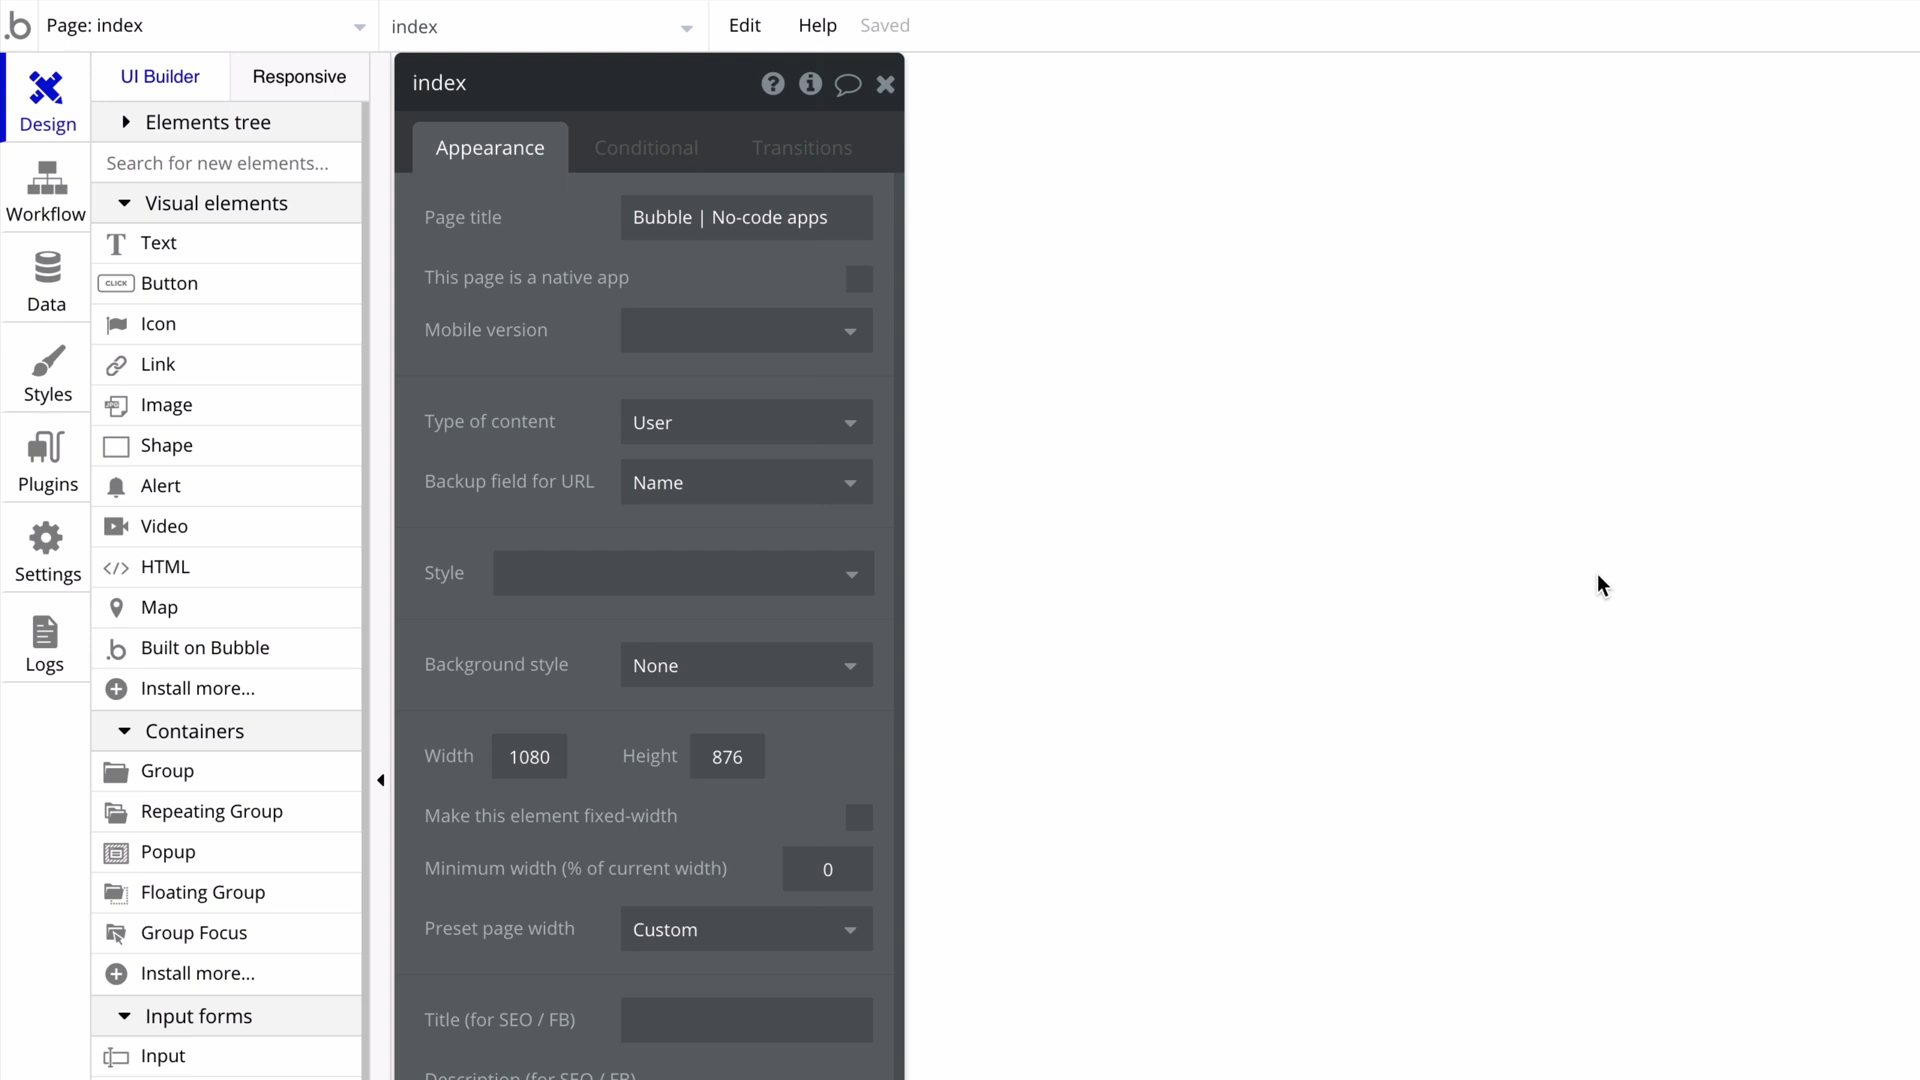 .b Page: index
index
Edit
Help
Saved
Design
Workflow
Data
Styles
Plugins
Settings
Logs
UI Builder
Responsive
Elements tree
Search for new elements...
Visual elements
Text
CLICK Button
Icon
Link
Image
Shape
Alert
Video
</> HTML
Map
.b Built on Bubble
Install more...
Containers
Group
Repeating Group
Popup
Floating Group
Group Focus
Install more...
Input forms
Input
index
Appearance
Conditional
Transitions
Page title Bubble | No-code apps
This page is a native app
Mobile version
Type of content User
Backup field for URL Name
Style
Background style None
Width 1080 Height 876
Make this element fixed-width
Minimum width (% of current width) 0
Preset page width Custom
Title (for SEO / FB)
Description (for SEO / FB)